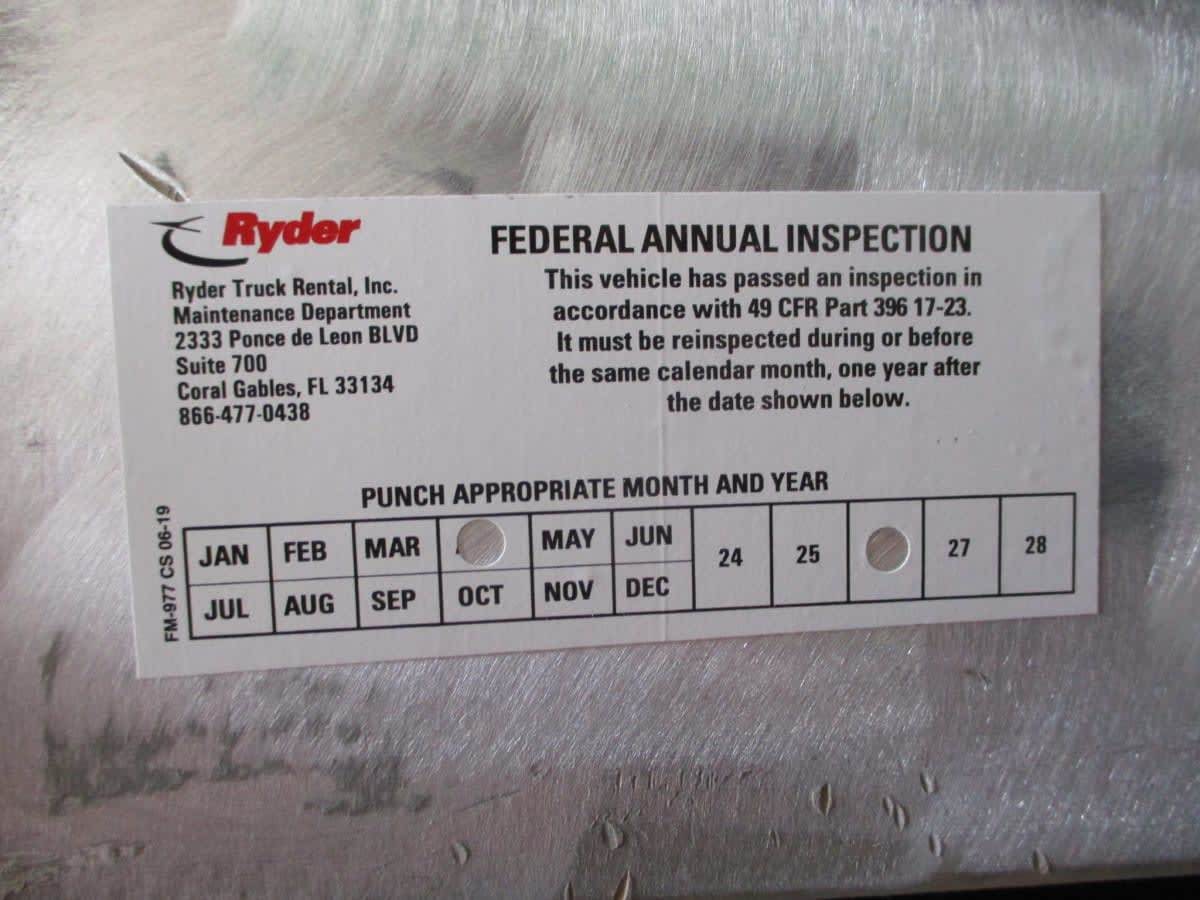 Ryder
Ryder Truck Rental, Inc.
Maintenance Department
2333 Ponce de Leon BLVD
Suite 700
Coral Gables, FL 33134
866-477-0438
FEDERAL ANNUAL INSPECTION
This vehicle has passed an inspection in
accordance with 49 CFR Part 396 17-23.
It must be reinspected during or before
the same calendar month, one year after
the date shown below.
PUNCH APPROPRIATE MONTH AND YEAR
JAN FEB MAR MAY JUN 24 25 27 28
JUL AUG SEP OCT NOV DEC
FM-977 CS 06-19